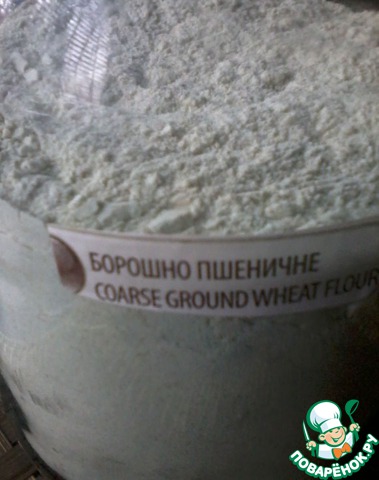 БОРОШНО ПШЕНИЧНЕ
COARSE GROUND WHEAT FLOUR
ПОВАРЁНОК.РУ